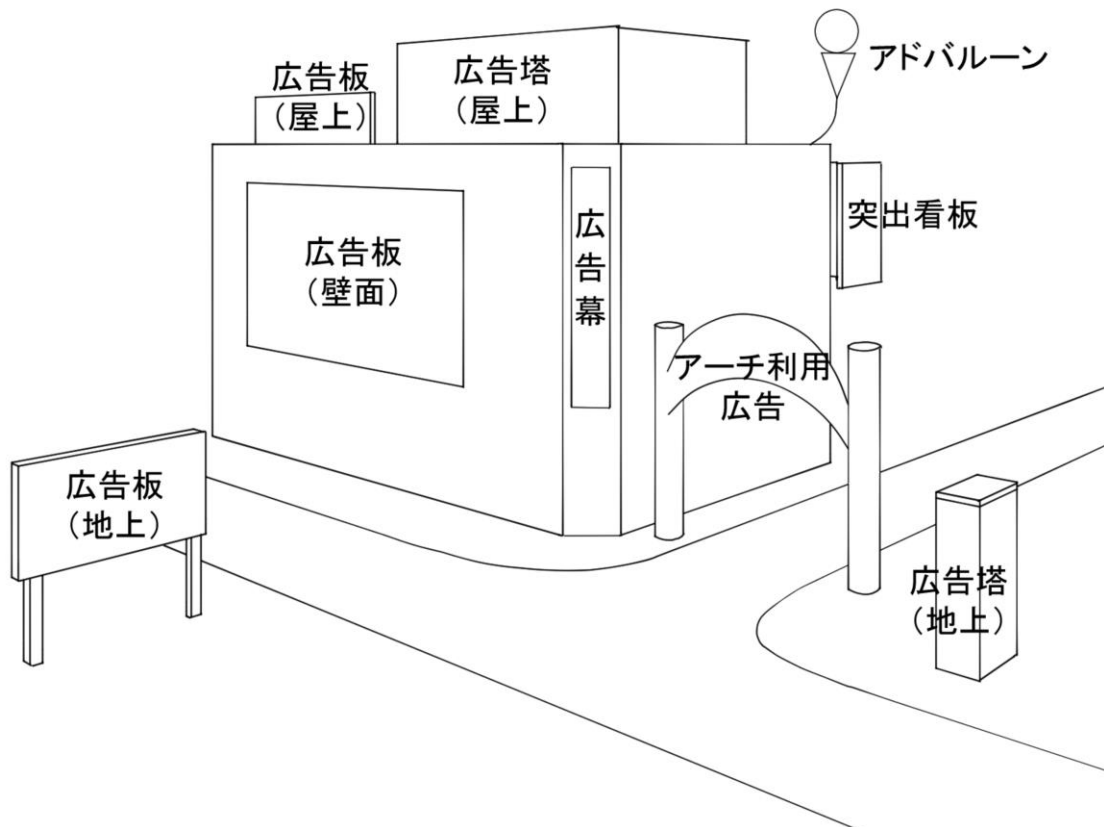 広告板
（屋上）
広告塔
（屋上）
アドバルーン
広告板
（壁面）
広告幕
突出看板
アーチ利用
広告
広告板
（地上）
広告塔
（地上）